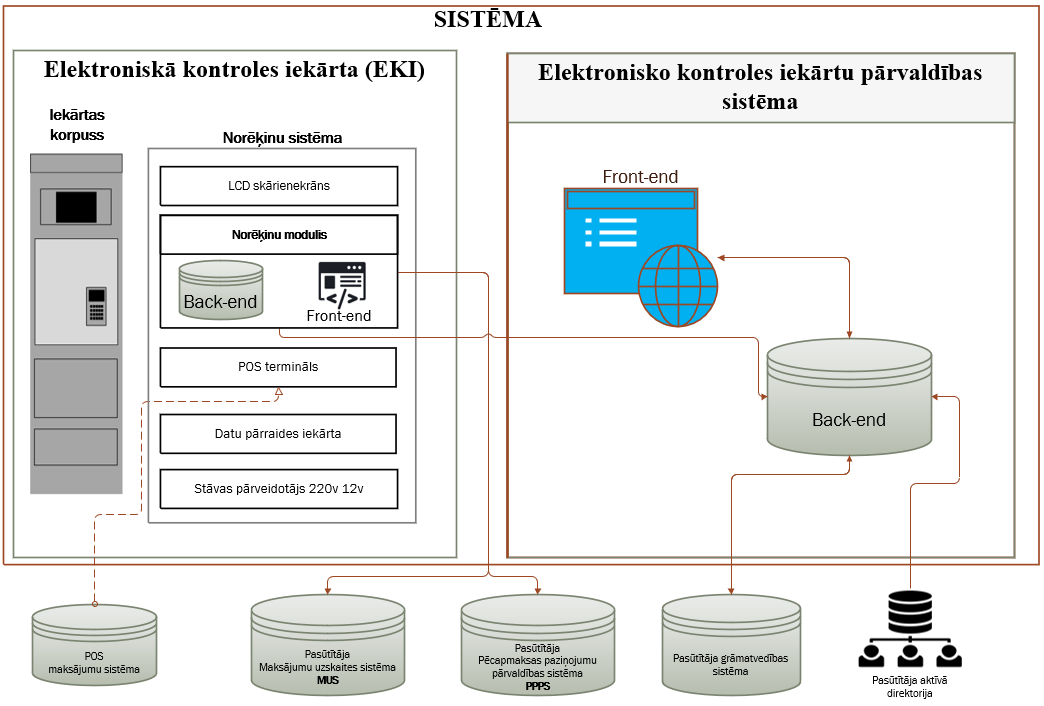 SISTĒMA
Elektroniskā kontroles iekārta (EKI)
Iekārtas
korpuss
Norēķinu sistēma
LCD skārienekrāns
Norēķinu modulis
Back-end
Front-end
POS termināls
Datu pārraides iekārta
Stāvas pārveidotājs 220v 12v
Elektronisko kontroles iekārtu pārvaldības
sistēma
Front-end
Back-end
POS
maksājumu sistēma
Pasūtītāja
Maksājumu uzskaites sistēma
MUS
Pasūtītāja
Pēcapmaksas paziņojumu
pārvaldības sistēma
PPPS
Pasūtītāja grāmatvedības
sistēma
Pasūtītāja aktīvā
direktorija